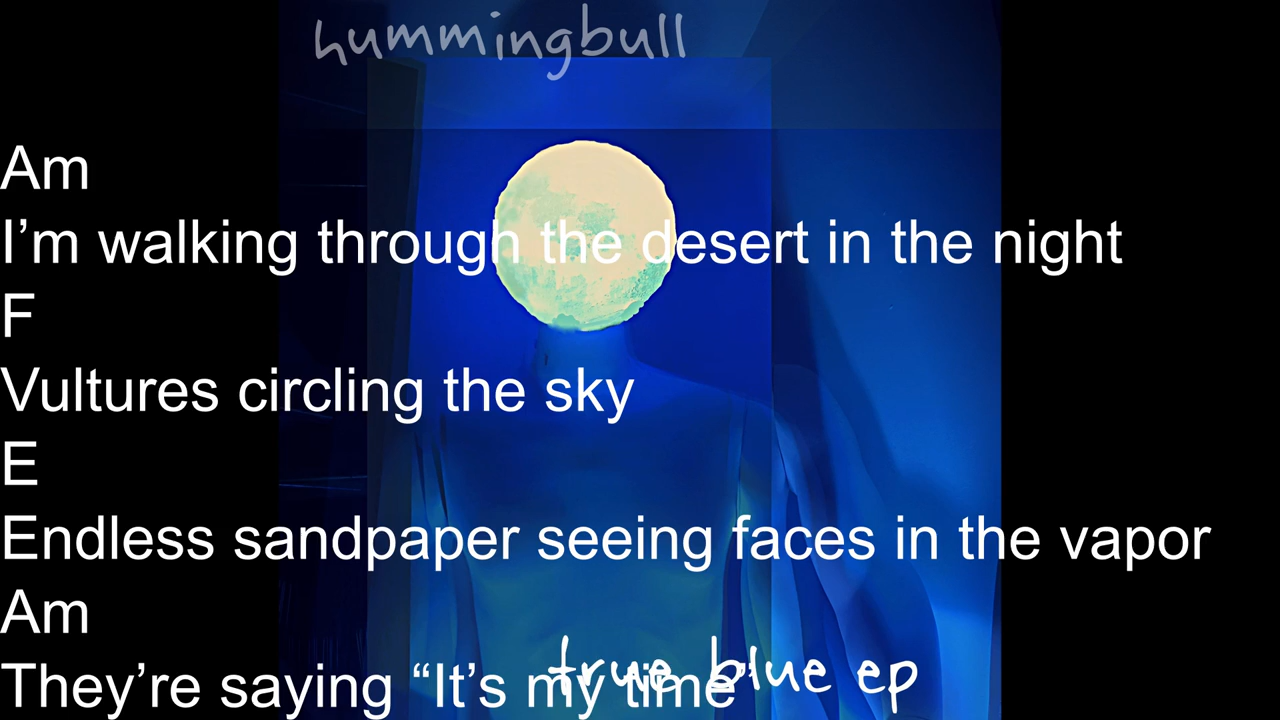 hummingbull
Am
I’m walking through the desert in the night
F
Vultures circling the sky
E
Endless sandpaper seeing faces in the vapor
Am
They’re saying “It’s my time”
true blue ep